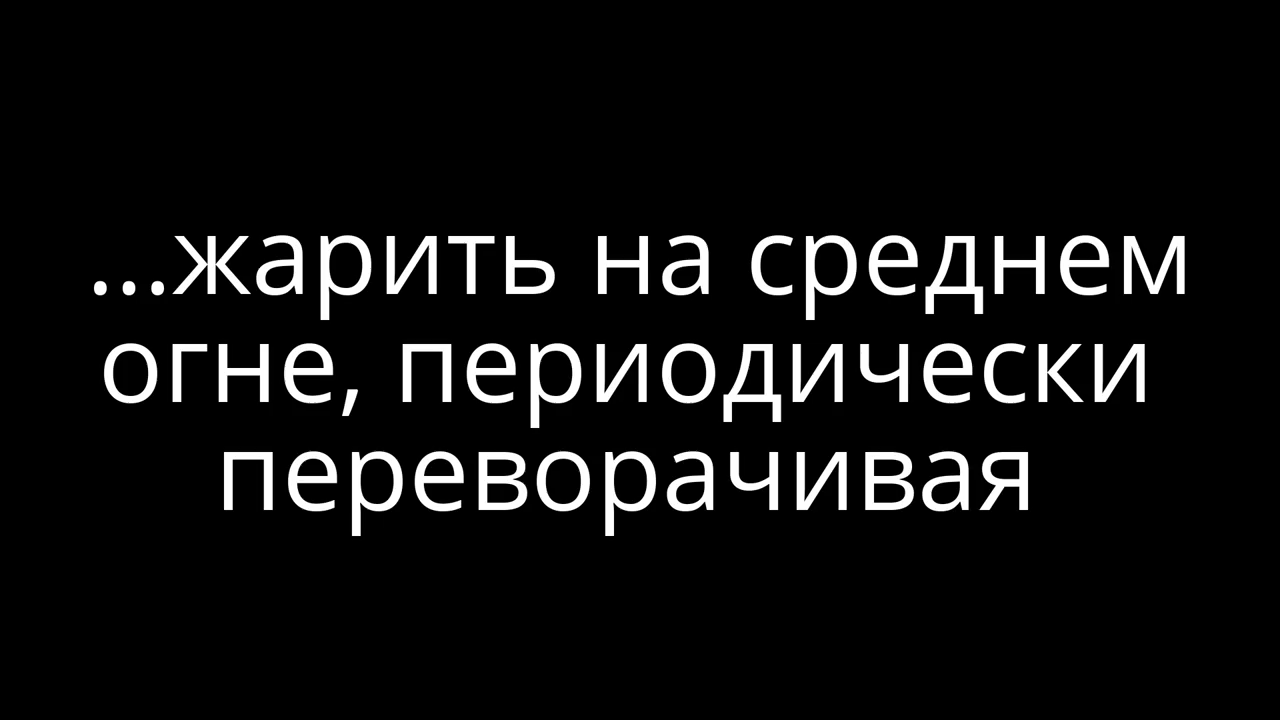 ...жарить на среднем
огне, периодически
переворачивая